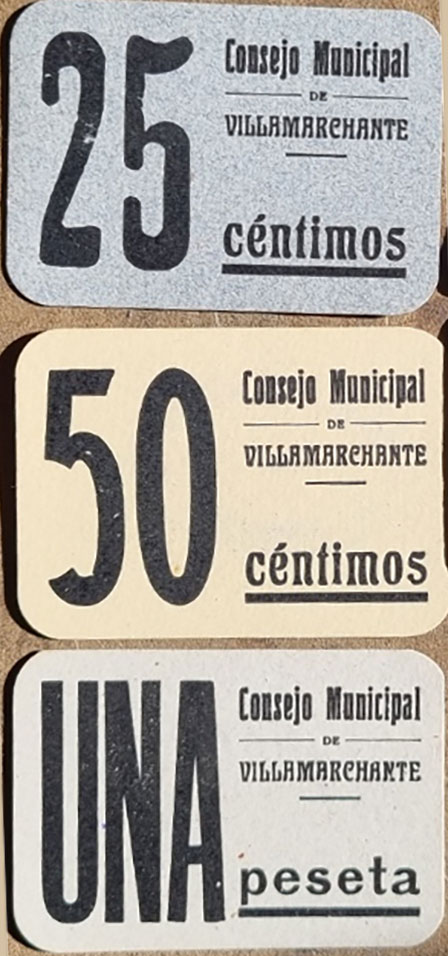 25
Consejo Municipal
DE
VILLAMARCHANTE
céntimos
50
Consejo Municipal
DE
VILLAMARCHANTE
céntimos
UNA
Consejo Municipal
DE
VILLAMARCHANTE
peseta